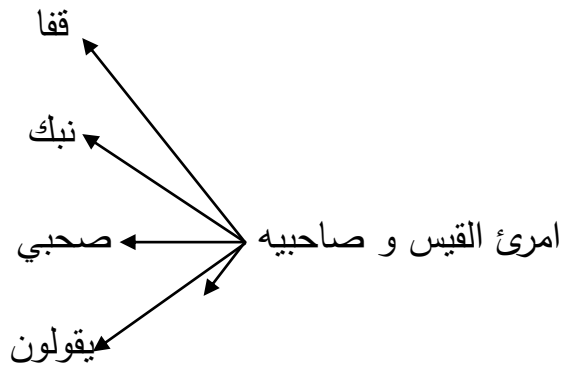 قفا
نبك
امرئ القيس و صاحبيه
صحبي
يقولون